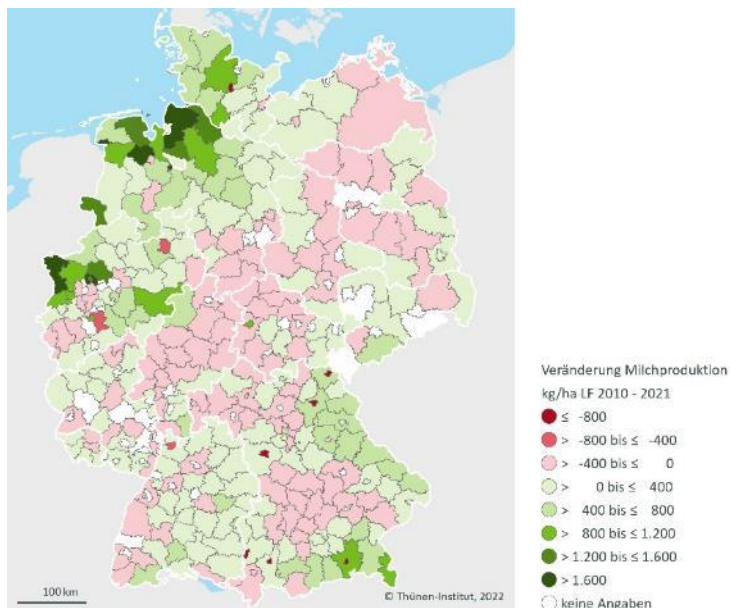 Veränderung Milchproduktion
kg/ha LF 2010 - 2021
≤ -800
> -800 bis ≤ -400
> -400 bis ≤ 0
> 0 bis ≤ 400
> 400 bis ≤ 800
> 800 bis ≤ 1.200
> 1.200 bis ≤ 1.600
> 1.600
keine Angaben
100 km
© Thünen-Institut, 2022